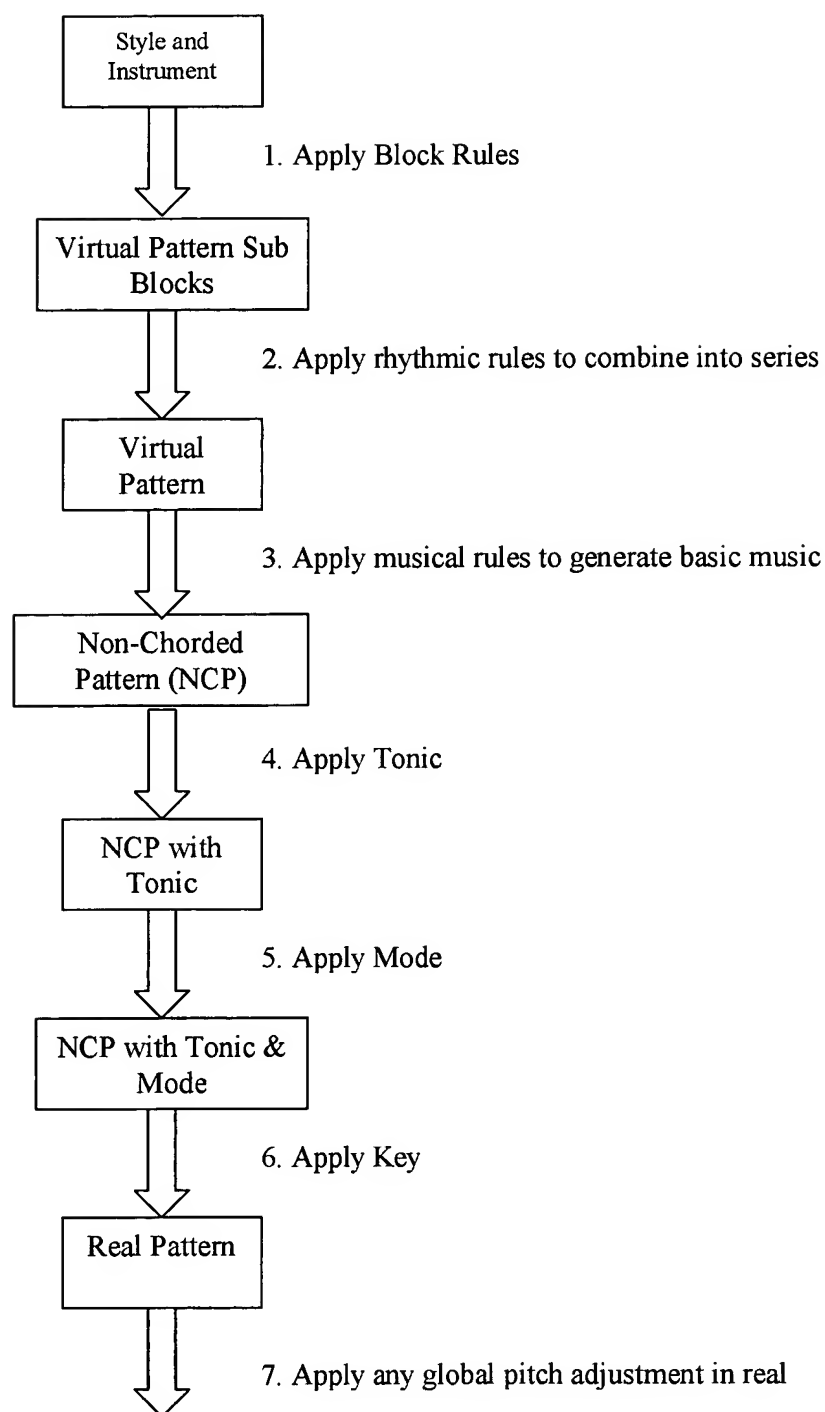 Style and
Instrument
1. Apply Block Rules
Virtual Pattern Sub
Blocks
2. Apply rhythmic rules to combine into series
Virtual
Pattern
3. Apply musical rules to generate basic music
Non-Chorded
Pattern (NCP)
4. Apply Tonic
NCP with
Tonic
5. Apply Mode
NCP with Tonic &
Mode
6. Apply Key
Real Pattern
7. Apply any global pitch adjustment in real